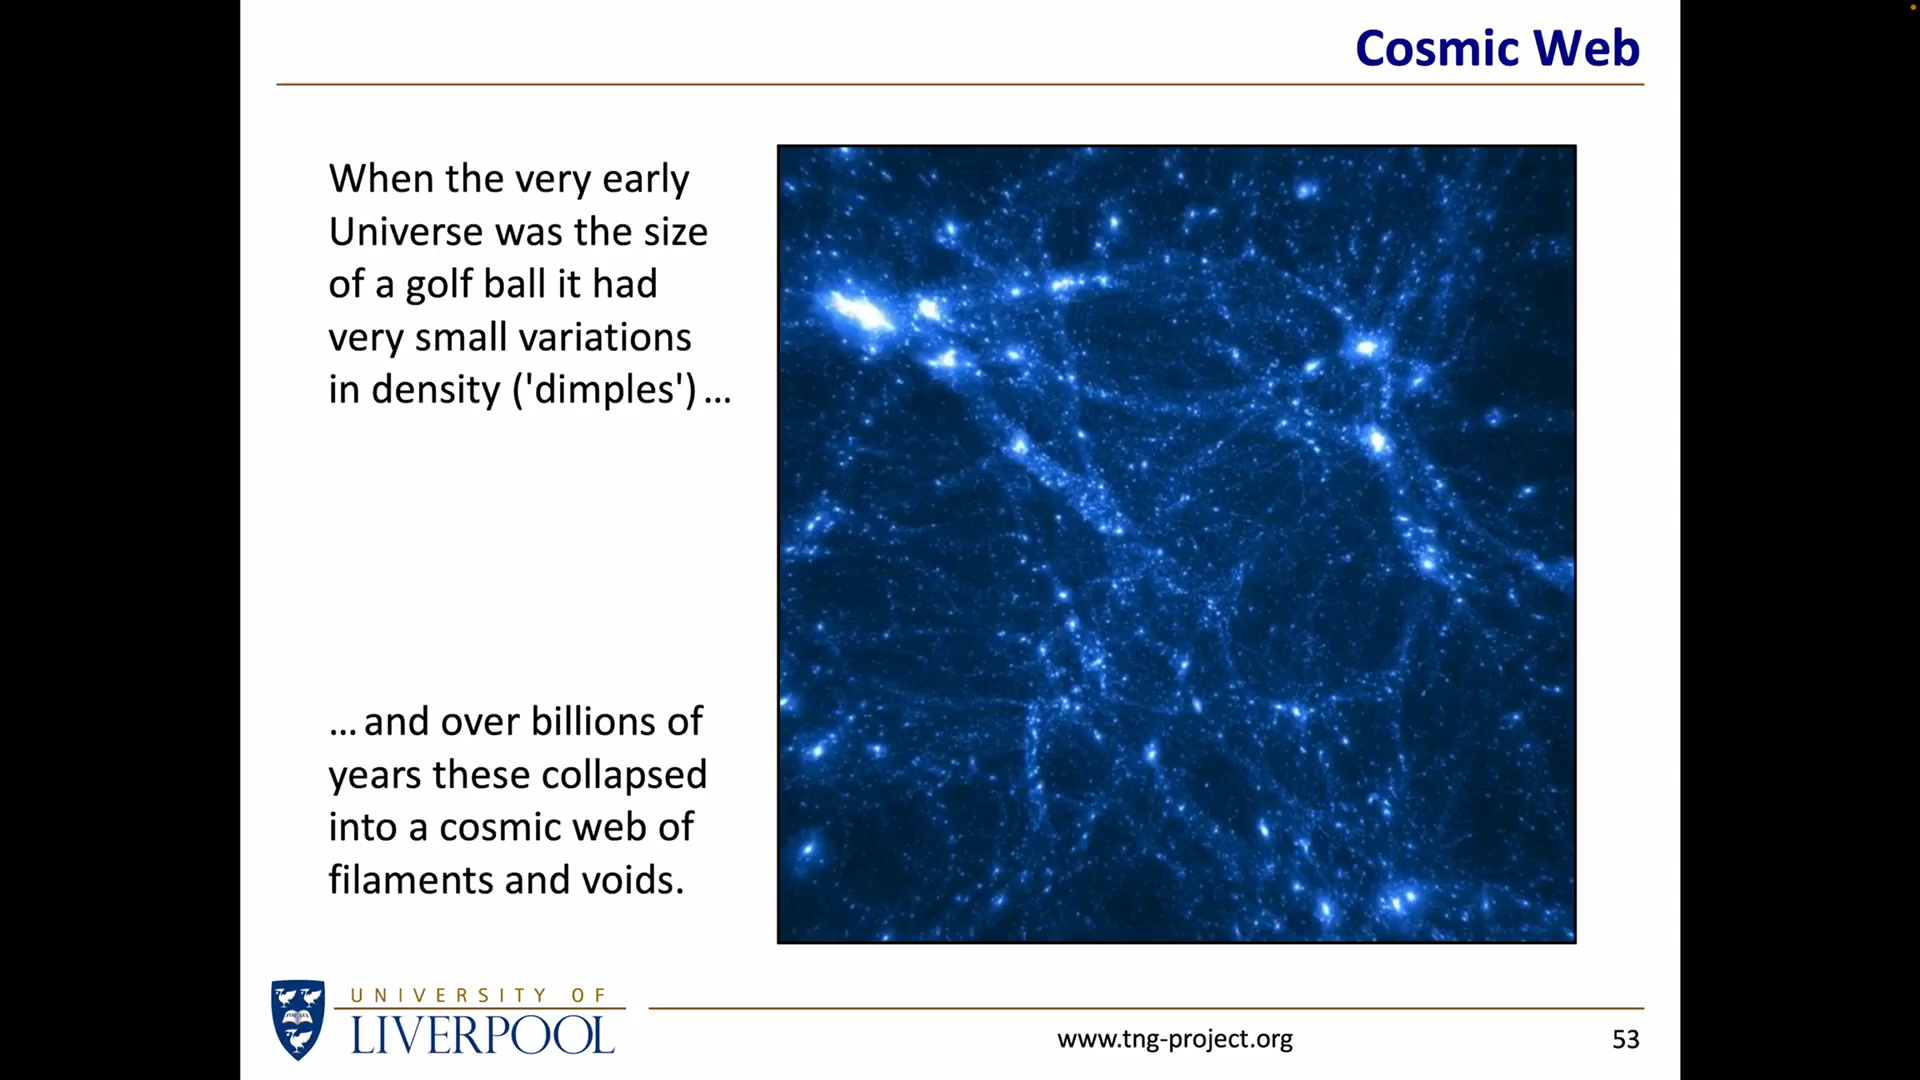 Cosmic Web
When the very early
Universe was the size
of a golf ball it had
very small variations
in density ('dimples') ...
... and over billions of
years these collapsed
into a cosmic web of
filaments and voids.
UNIVERSITY OF
LIVERPOOL
www.tng-project.org
53